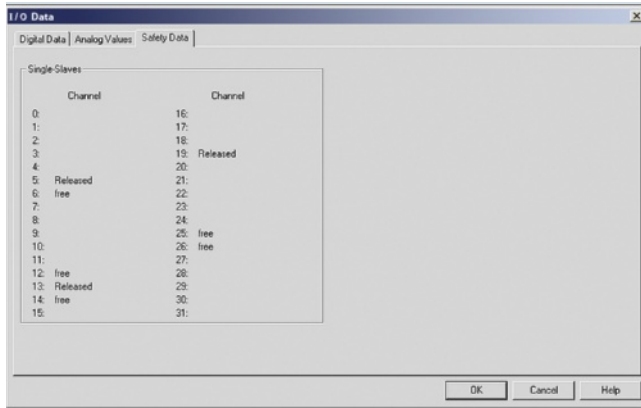 I/O Data
Digital Data Analog Values Safety Data
Single-Slaves
Channel Channel
0: 16:
1: 17:
2: 18:
3: 19: Released
4: 20:
5: Released 21:
6: free 22:
7: 23:
8: 24:
9: 25: free
10: 26: free
11: 27:
12: free 28:
13: Released 29:
14: free 30:
15: 31:
OK Cancel Help